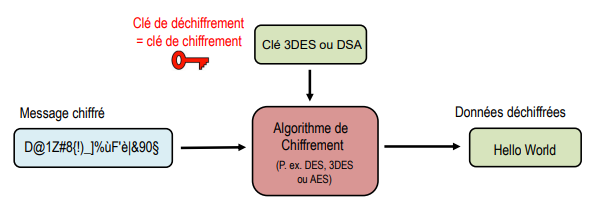 Clé de déchiffrement
= clé de chiffrement
Clé 3DES ou DSA
Message chiffré
D@1Z#8{!)_]%ùF'è|&90§
Algorithme de
Chiffrement
(P. ex. DES, 3DES
ou AES)
Données déchiffrées
Hello World